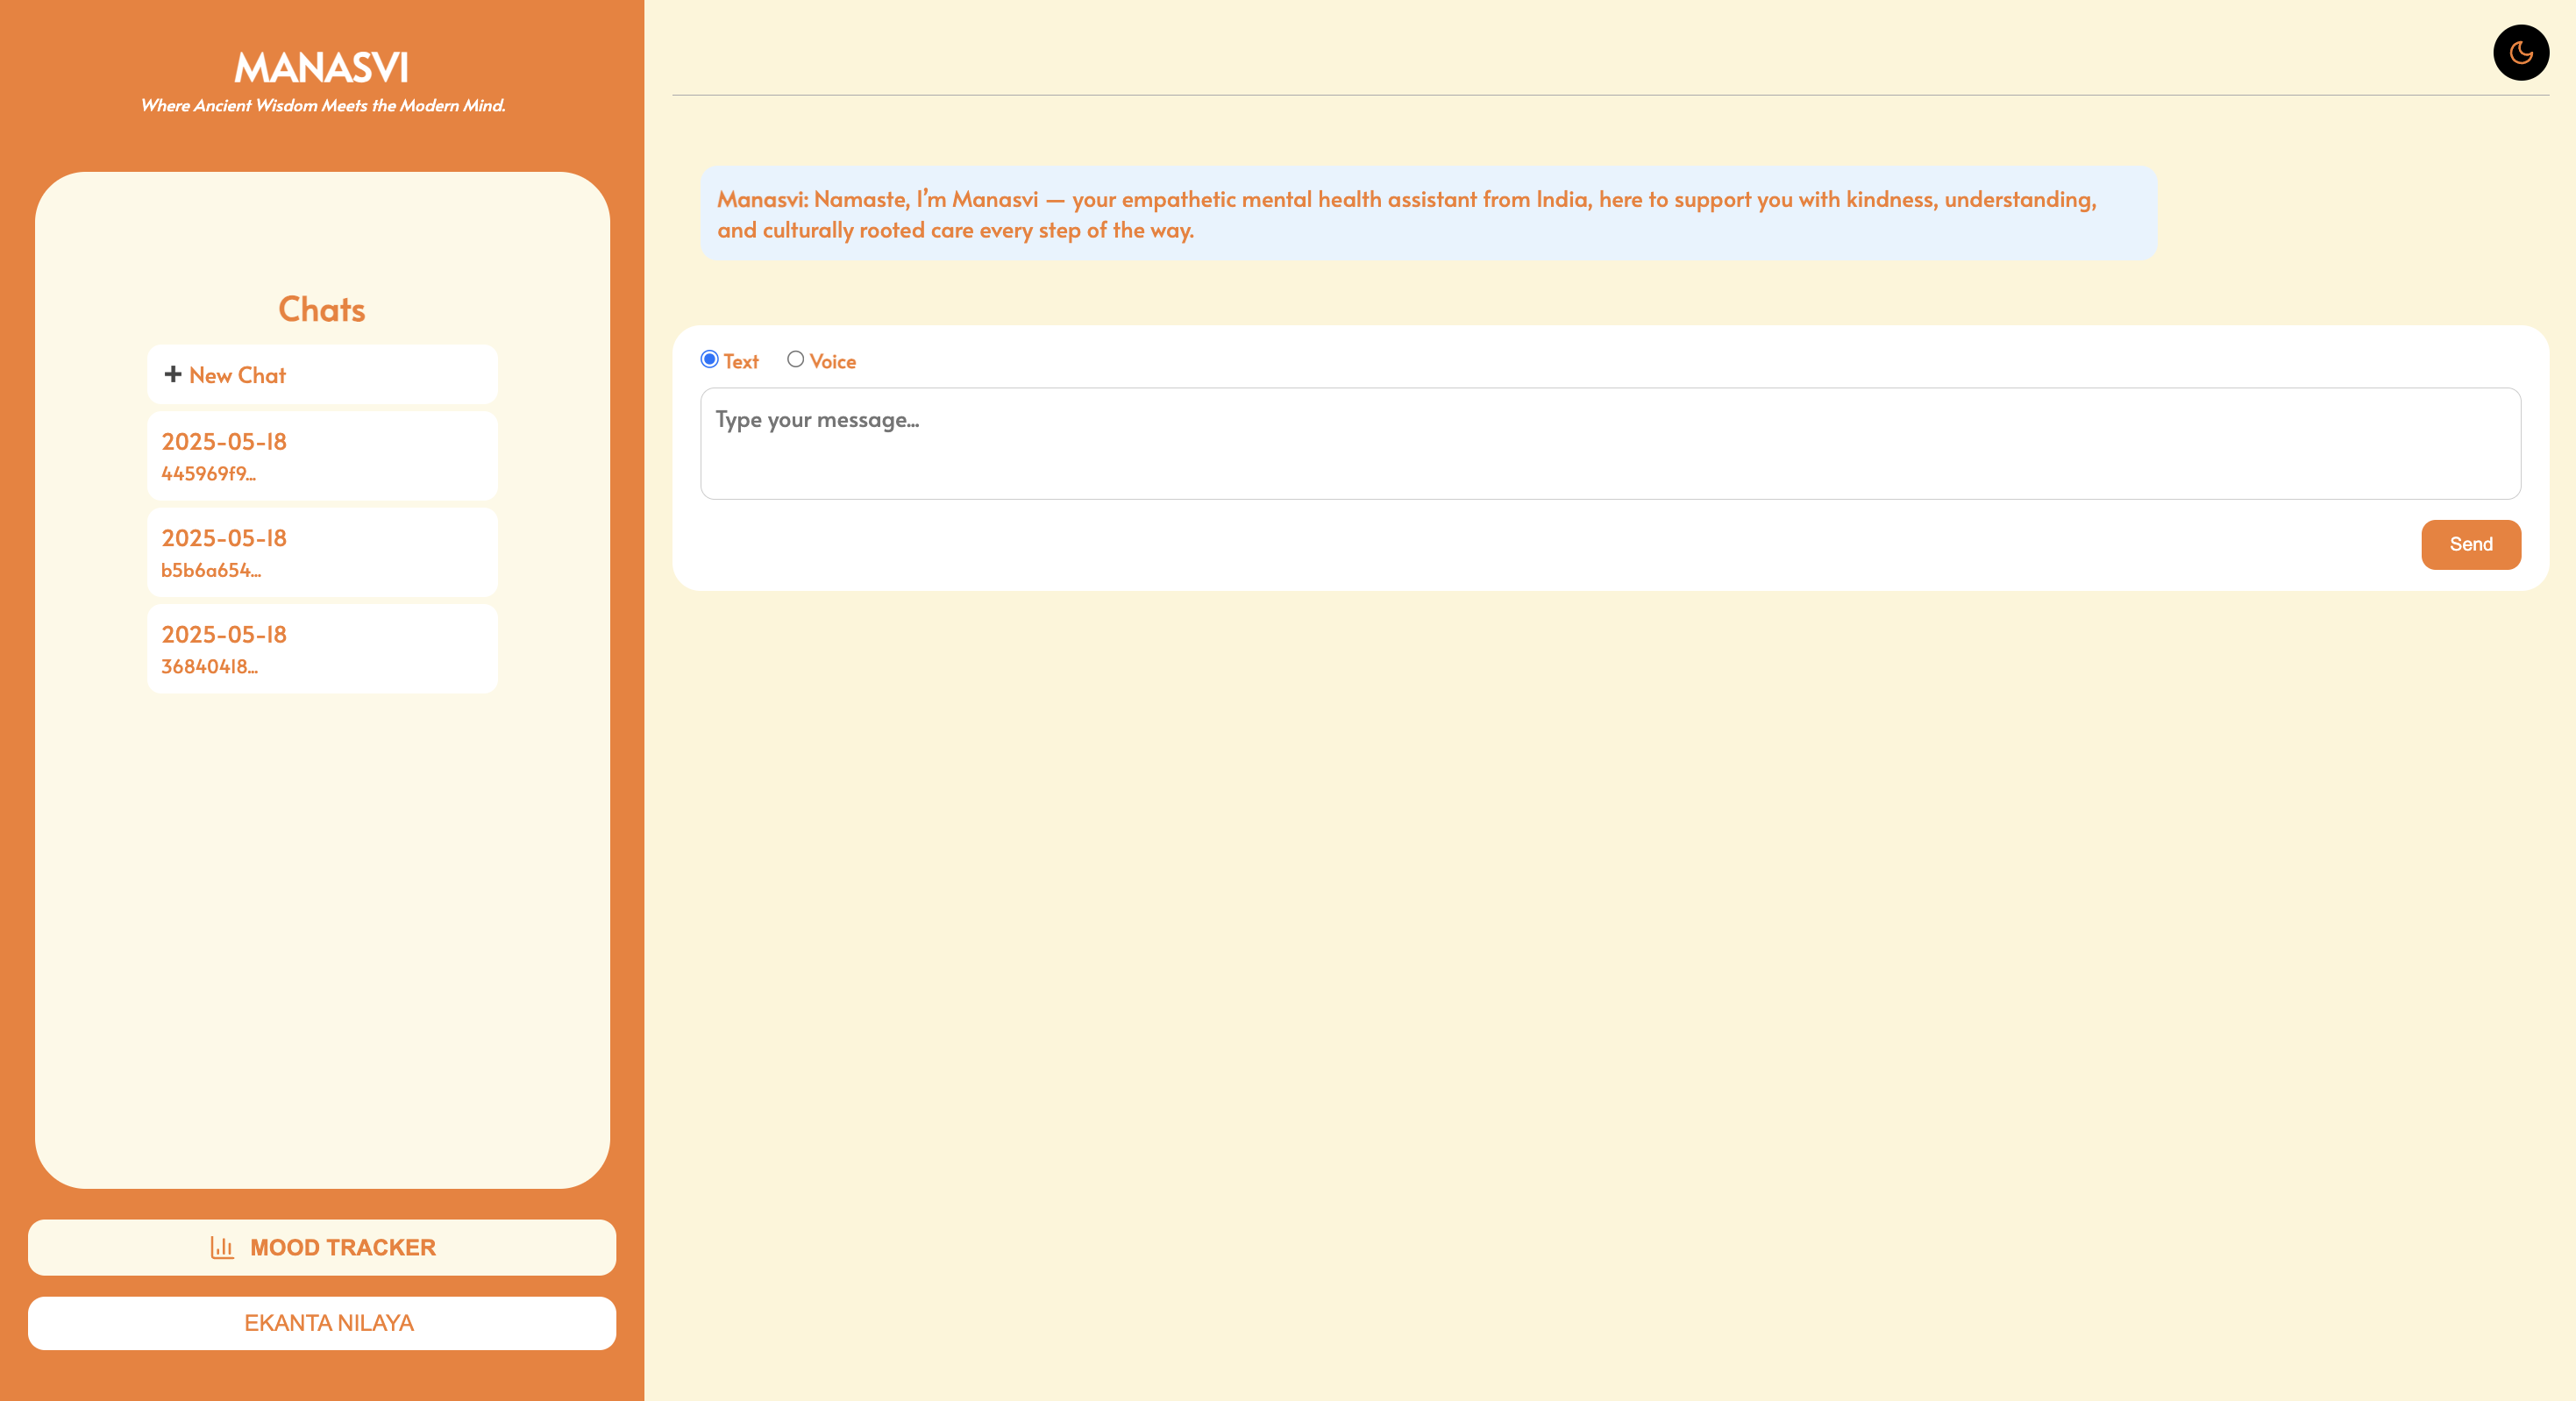 MANASVI
Where Ancient Wisdom Meets the Modern Mind.
Chats
+ New Chat
2025-05-18
445969f9...
2025-05-18
b5b6a654...
2025-05-18
36840418...
MOOD TRACKER
EKANTA NILAYA
Manasvi: Namaste, I'm Manasvi — your empathetic mental health assistant from India, here to support you with kindness, understanding,
and culturally rooted care every step of the way.
Text Voice
Type your message...
Send